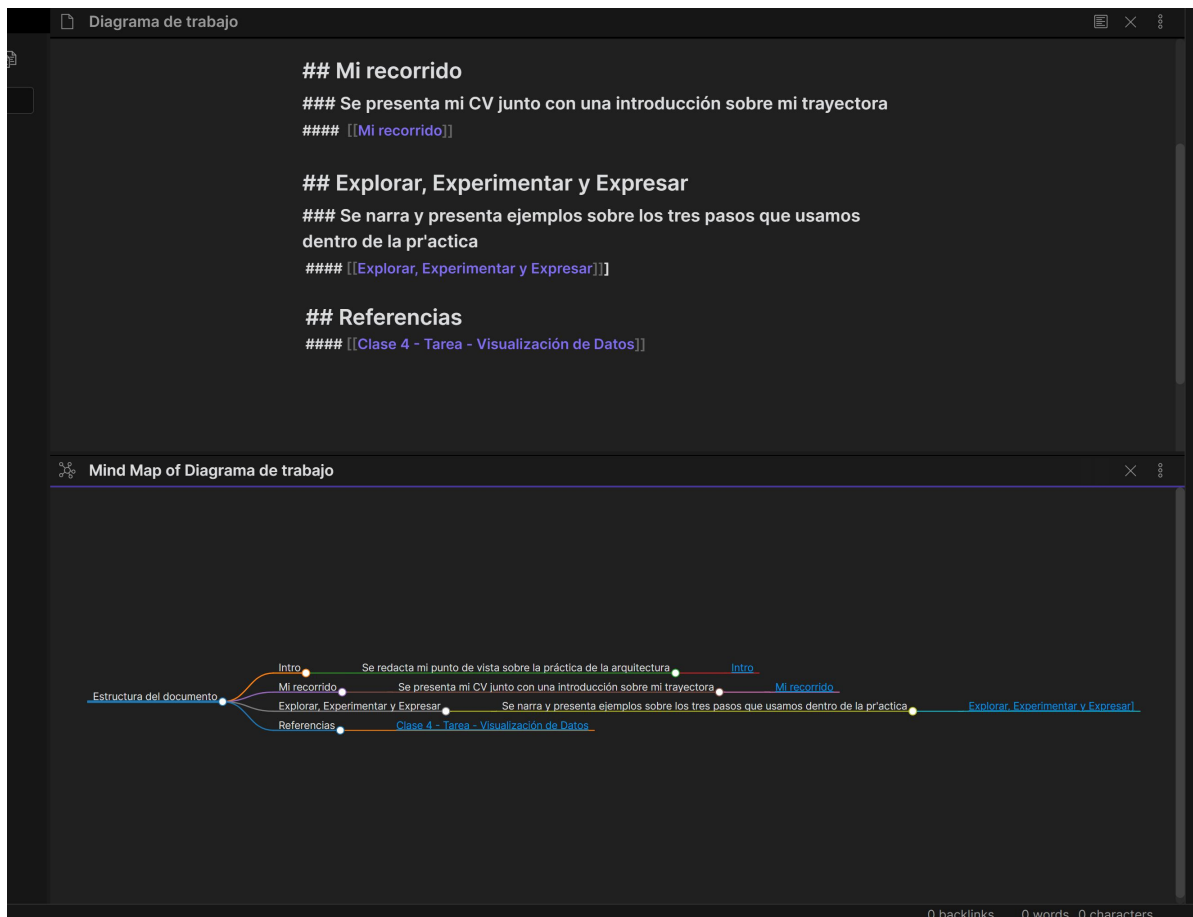 Diagrama de trabajo
## Mi recorrido
### Se presenta mi CV junto con una introducción sobre mi trayectora
#### [[Mi recorrido]]
## Explorar, Experimentar y Expresar
### Se narra y presenta ejemplos sobre los tres pasos que usamos
dentro de la pr'actica
#### [[Explorar, Experimentar y Expresar]]]
## Referencias
#### [[Clase 4 - Tarea - Visualización de Datos]]
Mind Map of Diagrama de trabajo
Estructura del documento
Intro Se redacta mi punto de vista sobre la práctica de la arquitectura Intro
Mi recorrido Se presenta mi CV junto con una introducción sobre mi trayectora Mi recorrido
Explorar, Experimentar y Expresar Se narra y presenta ejemplos sobre los tres pasos que usamos dentro de la pr'actica Explorar, Experimentar y Expresar]
Referencias Clase 4 - Tarea - Visualización de Datos
0 backlinks 0 words 0 characters